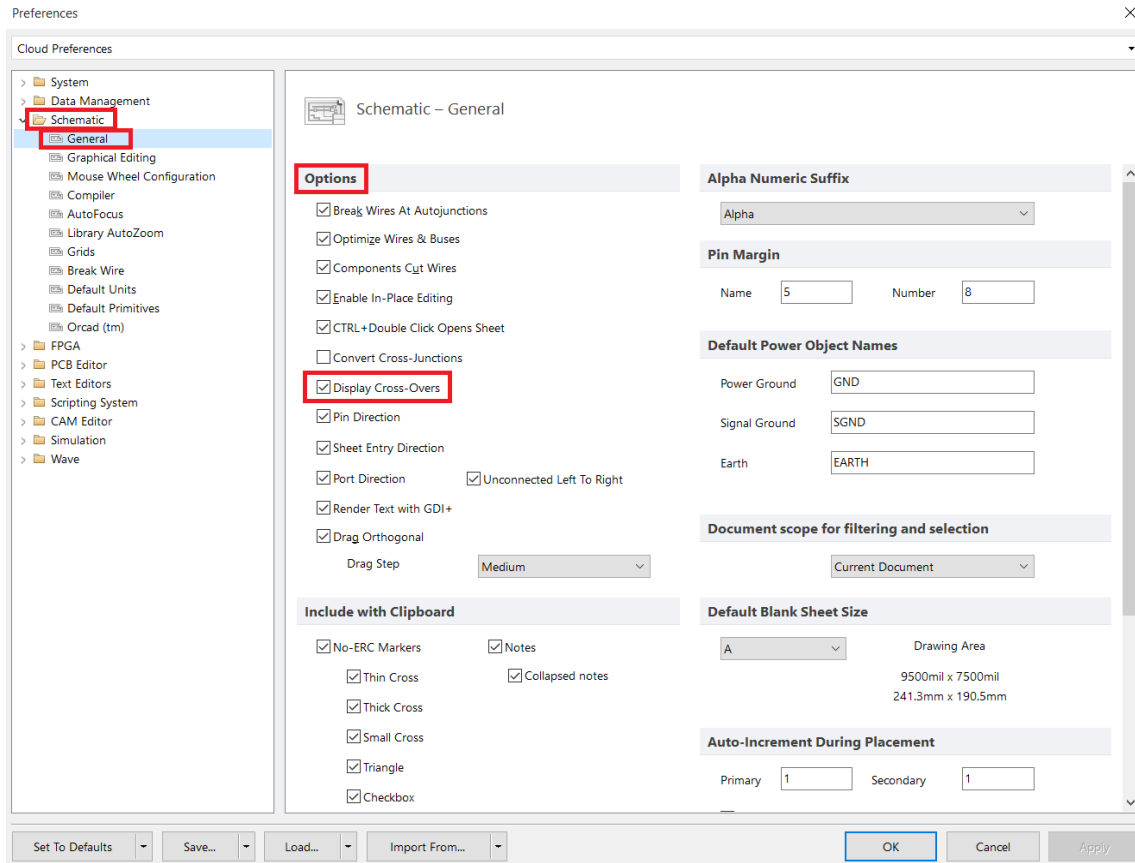 Preferences
Cloud Preferences
System
Data Management
Schematic
General
Graphical Editing
Mouse Wheel Configuration
Compiler
AutoFocus
Library AutoZoom
Grids
Break Wire
Default Units
Default Primitives
Orcad (tm)
FPGA
PCB Editor
Text Editors
Scripting System
CAM Editor
Simulation
Wave
Schematic – General
Options
Break Wires At Autojunctions
Optimize Wires & Buses
Components Cut Wires
Enable In-Place Editing
CTRL+Double Click Opens Sheet
Convert Cross-Junctions
Display Cross-Overs
Pin Direction
Sheet Entry Direction
Port Direction Unconnected Left To Right
Render Text with GDI+
Drag Orthogonal
Drag Step Medium
Include with Clipboard
No-ERC Markers Notes
Thin Cross Collapsed notes
Thick Cross
Small Cross
Triangle
Checkbox
Alpha Numeric Suffix
Alpha
Pin Margin
Name 5 Number 8
Default Power Object Names
Power Ground GND
Signal Ground SGND
Earth EARTH
Document scope for filtering and selection
Current Document
Default Blank Sheet Size
A Drawing Area
9500mil x 7500mil
241.3mm x 190.5mm
Auto-Increment During Placement
Primary 1 Secondary 1
Set To Defaults Save... Load... Import From... OK Cancel Apply